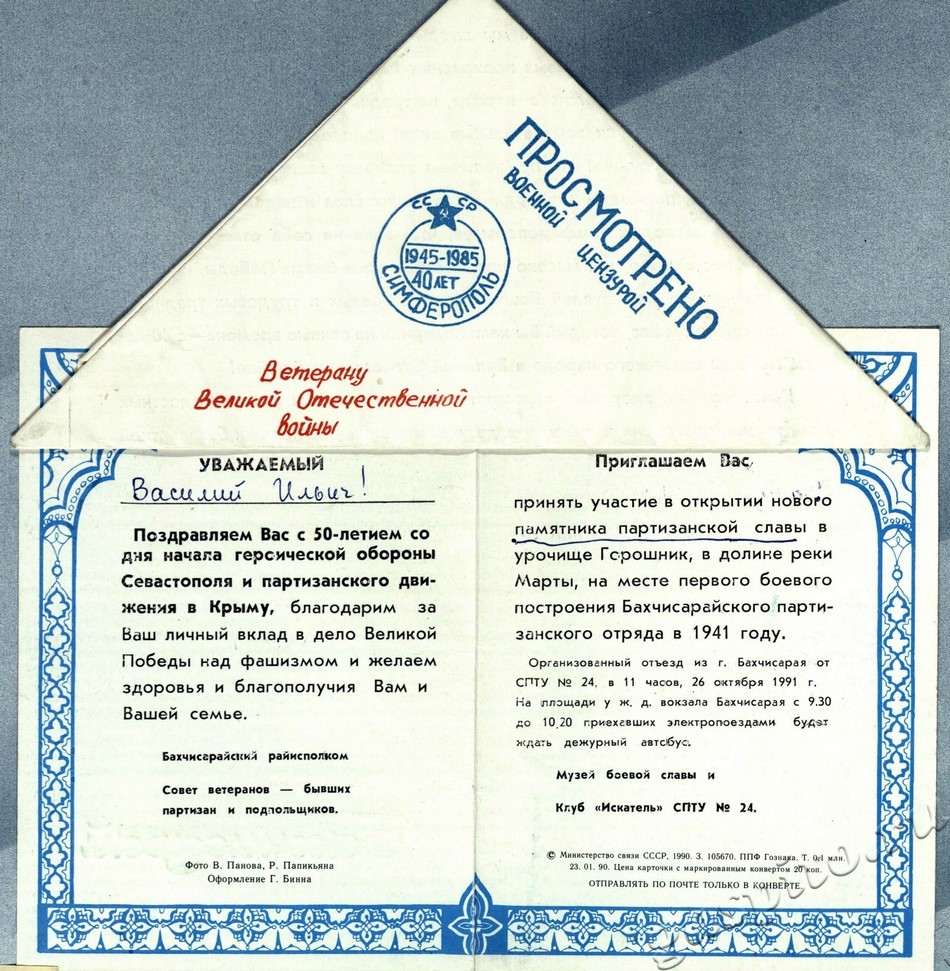 ПРОСМОТРЕНО
ВОЕННОЙ ЦЕНЗУРОЙ
СССР
1945-1985
40 ЛЕТ
СИМФЕРОПОЛЬ
Ветерану
Великой Отечественной
войны
УВАЖАЕМЫЙ
Василий Ильич!
Поздравляем Вас с 50-летием со
дня начала героической обороны
Севастополя и партизанского дви-
жения в Крыму, благодарим за
Ваш личный вклад в дело Великой
Победы над фашизмом и желаем
здоровья и благополучия Вам и
Вашей семье.
Бахчисарайский райисполком
Совет ветеранов — бывших
партизан и подпольщиков.
Фото В. Панова, Р. Папикьяна
Оформление Г. Бинна
Приглашаем Вас
принять участие в открытии нового
памятника партизанской славы в
урочище Горошник, в долине реки
Марты, на месте первого боевого
построения Бахчисарайского парти-
занского отряда в 1941 году.
Организованный отъезд из г. Бахчисарая от
СПТУ № 24, в 11 часов, 26 октября 1991 г.
На площади у ж. д. вокзала Бахчисарая с 9.30
до 10.20 приехавших электропоездами будет
ждать дежурный автобус.
Музей боевой славы и
Клуб «Искатель» СПТУ № 24.
© Министерство связи СССР, 1990. З. 105670. ППФ Гознака. Т. 0,1 млн.
23. 01. 90. Цена карточки с маркированным конвертом 20 коп.
ОТПРАВЛЯТЬ ПО ПОЧТЕ ТОЛЬКО В КОНВЕРТЕ.